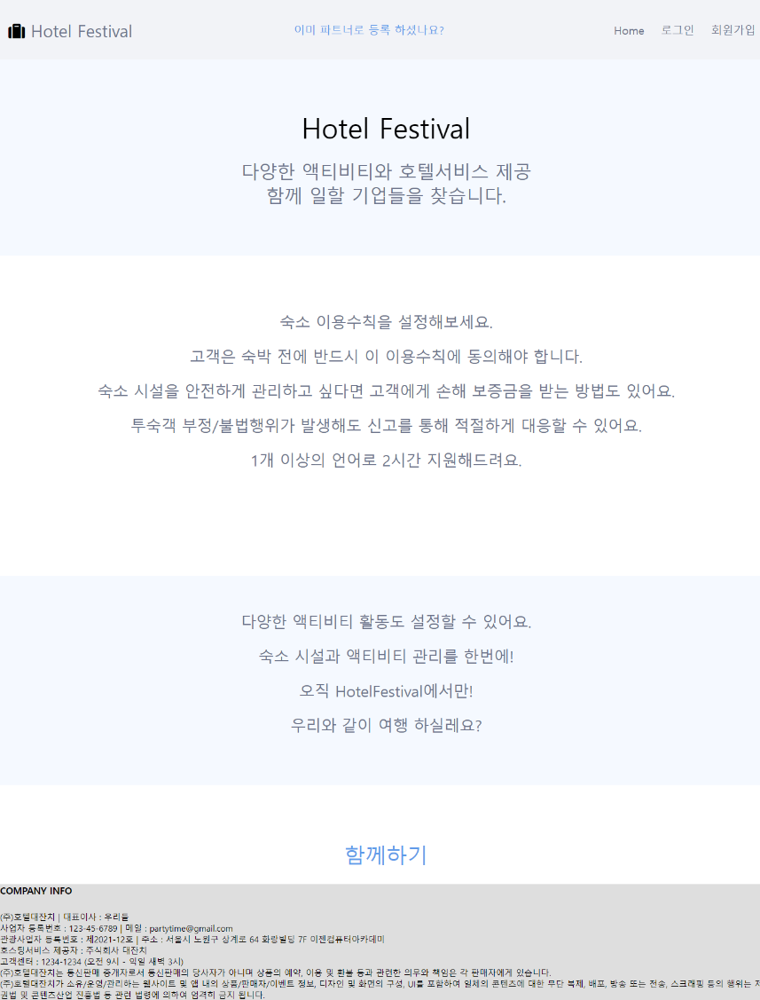 Hotel Festival
이미 파트너로 등록 하셨나요?
Home 로그인 회원가입
Hotel Festival
다양한 액티비티와 호텔서비스 제공
함께 일할 기업들을 찾습니다.
숙소 이용수칙을 설정해보세요.
고객은 숙박 전에 반드시 이 이용수칙에 동의해야 합니다.
숙소 시설을 안전하게 관리하고 싶다면 고객에게 손해 보증금을 받는 방법도 있어요.
투숙객 부정/불법행위가 발생해도 신고를 통해 적절하게 대응할 수 있어요.
1개 이상의 언어로 2시간 지원해드려요.
다양한 액티비티 활동도 설정할 수 있어요.
숙소 시설과 액티비티 관리를 한번에!
오직 HotelFestival에서만!
우리와 같이 여행 하실레요?
함께하기
COMPANY INFO
(주)호텔대잔치 | 대표이사 : 우리들
사업자 등록번호 : 123-45-6789 | 메일 : partytime@gmail.com
관광사업자 등록번호 : 제2021-12호 | 주소 : 서울시 노원구 상계로 64 화랑빌딩 7F 이젠컴퓨터아카데미
호스팅서비스 제공자 : 주식회사 대잔치
고객센터 : 1234-1234 (오전 9시 - 익일 새벽 3시)
(주)호텔대잔치는 통신판매 중개자로서 통신판매의 당사자가 아니며 상품의 예약, 이용 및 환불 등과 관련한 의무와 책임은 각 판매자에게 있습니다.
(주)호텔대잔치가 소유/운영/관리하는 웹사이트 및 앱 내의 상품/판매자/이벤트 정보, 디자인 및 화면의 구성, UI를 포함하여 일체의 콘텐츠에 대한 무단 복제, 배포, 방송 또는 전송, 스크래핑 등의 행위는
권법 및 콘텐츠산업 진흥법 등 관련 법령에 의하여 엄격히 금지 됩니다.